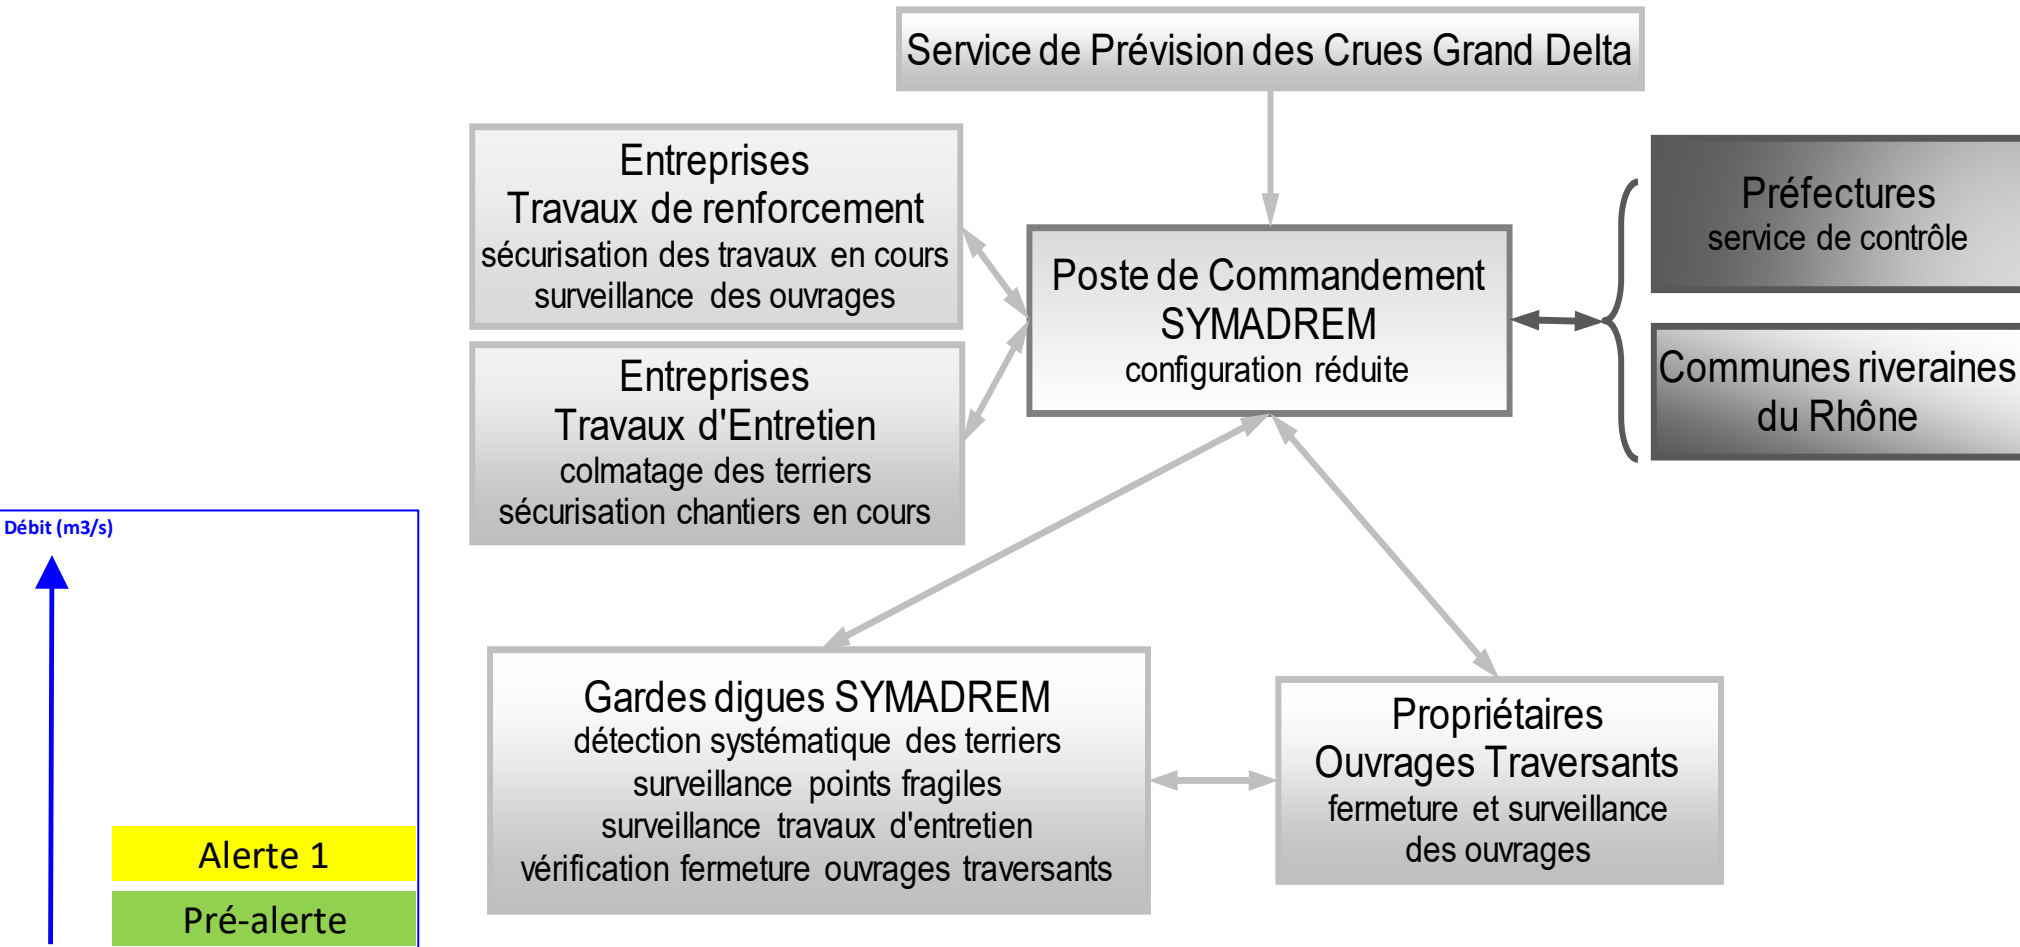 Service de Prévision des Crues Grand Delta
Entreprises
Travaux de renforcement
sécurisation des travaux en cours
surveillance des ouvrages
Préfectures
service de contrôle
Poste de Commandement
SYMADREM
configuration réduite
Entreprises
Travaux d'Entretien
colmatage des terriers
sécurisation chantiers en cours
Communes riveraines
du Rhône
Débit (m3/s)
Alerte 1
Pré-alerte
Gardes digues SYMADREM
détection systématique des terriers
surveillance points fragiles
surveillance travaux d'entretien
vérification fermeture ouvrages traversants
Propriétaires
Ouvrages Traversants
fermeture et surveillance
des ouvrages